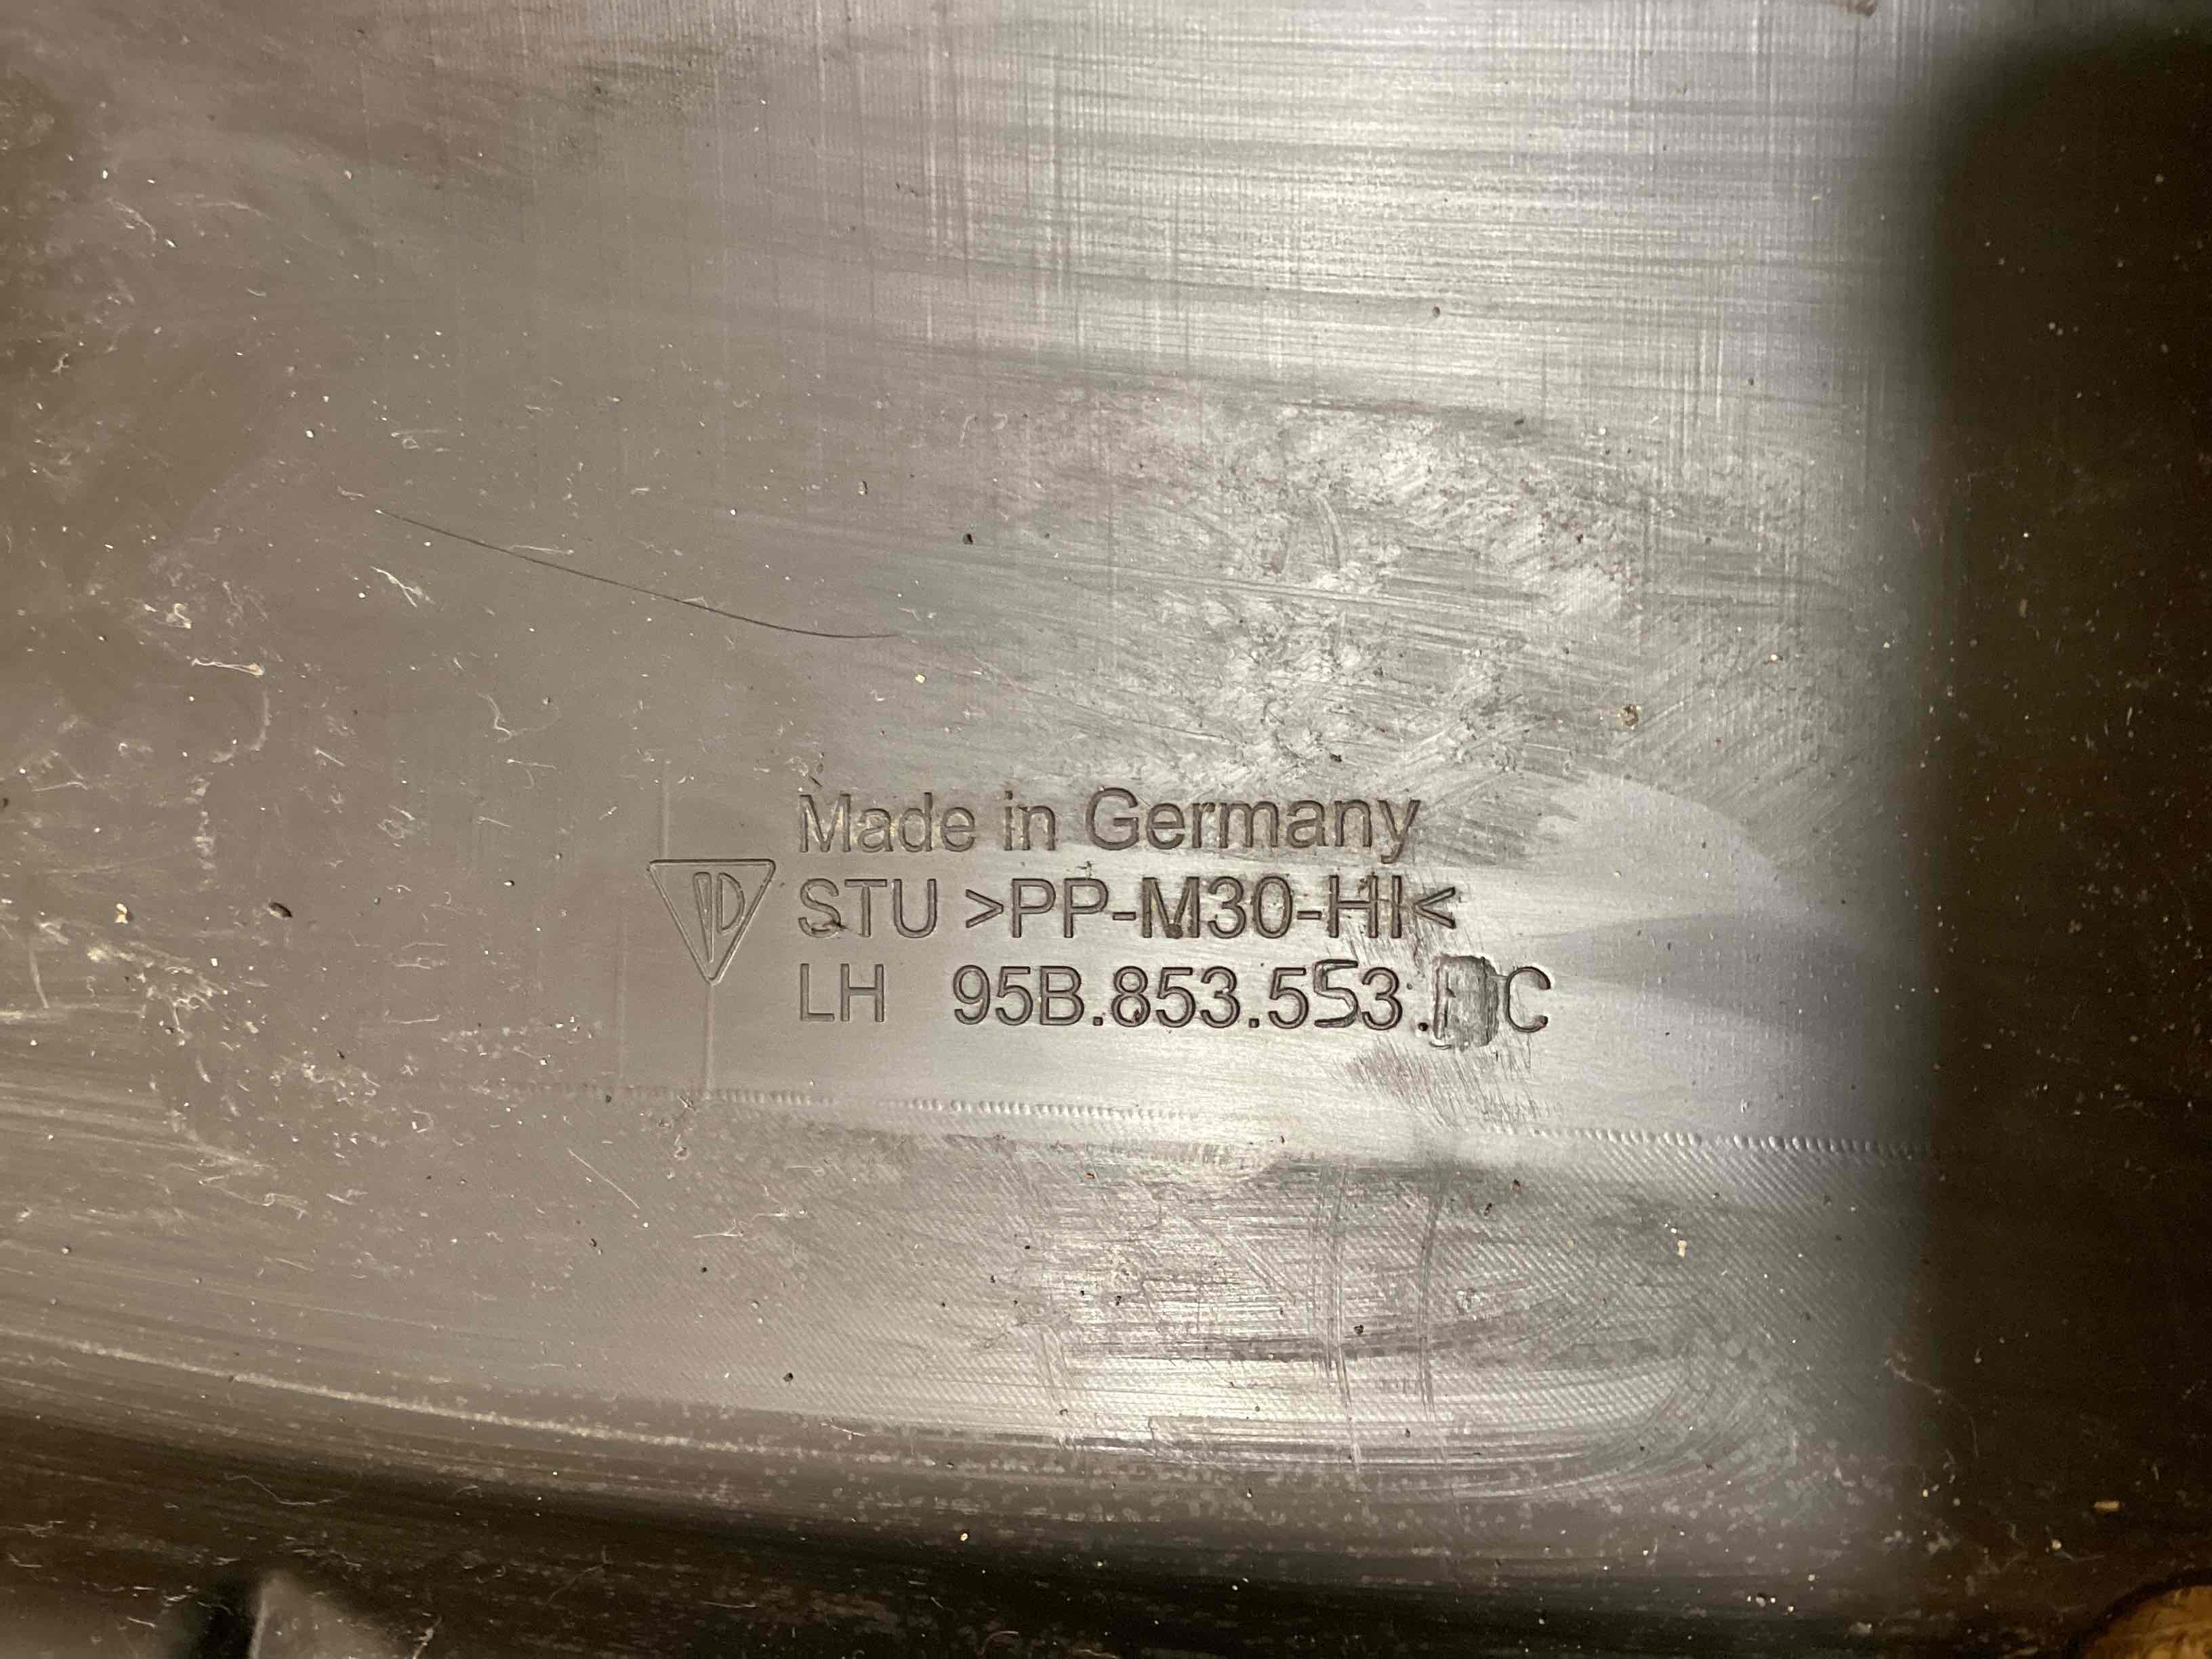 Made in Germany
STU >PP-M30-HI<
LH 95B.853.553. C